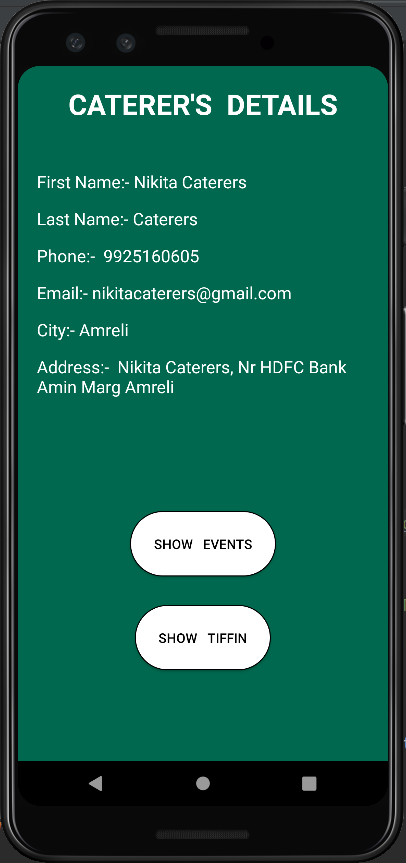 CATERER'S DETAILS
First Name:- Nikita Caterers
Last Name:- Caterers
Phone:- 9925160605
Email:- nikitacaterers@gmail.com
City:- Amreli
Address:- Nikita Caterers, Nr HDFC Bank
Amin Marg Amreli
SHOW EVENTS
SHOW TIFFIN